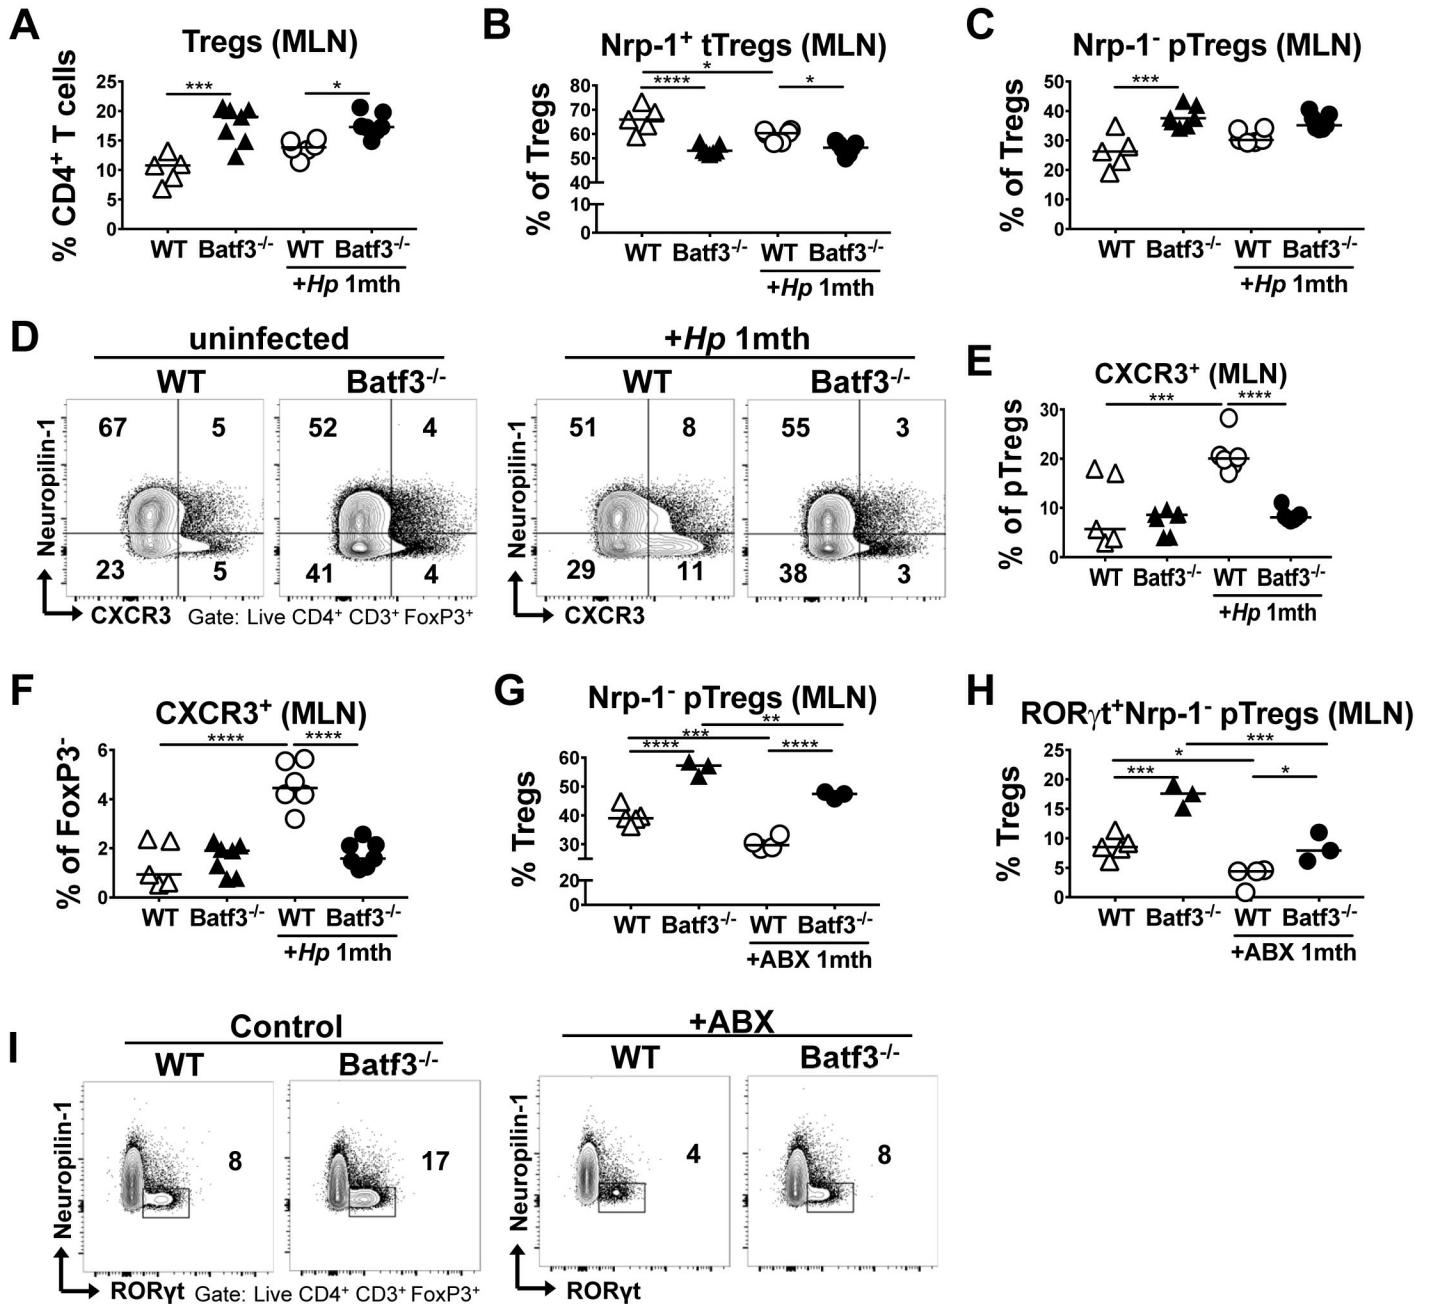 A
Tregs (MLN)
% CD4⁺ T cells
25
20
15
10
5
0
***
*
WT Batf3⁻/⁻ WT Batf3⁻/⁻
+Hp 1mth
B
Nrp-1⁺ tTregs (MLN)
% of Tregs
80
70
60
50
40
10
0
*
**** *
WT Batf3⁻/⁻ WT Batf3⁻/⁻
+Hp 1mth
C
Nrp-1⁻ pTregs (MLN)
% of Tregs
50
40
30
20
10
0
***
WT Batf3⁻/⁻ WT Batf3⁻/⁻
+Hp 1mth
D
uninfected
WT Batf3⁻/⁻
Neuropilin-1
67 5 52 4
23 5 41 4
CXCR3 Gate: Live CD4⁺ CD3⁺ FoxP3⁺
+Hp 1mth
WT Batf3⁻/⁻
Neuropilin-1
51 8 55 3
29 11 38 3
CXCR3
E
CXCR3⁺ (MLN)
% of pTregs
30
20
10
0
*** ****
WT Batf3⁻/⁻ WT Batf3⁻/⁻
+Hp 1mth
F
CXCR3⁺ (MLN)
% of FoxP3⁻
6
4
2
0
**** ****
WT Batf3⁻/⁻ WT Batf3⁻/⁻
+Hp 1mth
G
Nrp-1⁻ pTregs (MLN)
% Tregs
60
50
40
30
20
0
**
***
**** ****
WT Batf3⁻/⁻ WT Batf3⁻/⁻
+ABX 1mth
H
RORγt⁺Nrp-1⁻ pTregs (MLN)
% Tregs
25
20
15
10
5
0
***
*
*** *
WT Batf3⁻/⁻ WT Batf3⁻/⁻
+ABX 1mth
I
Control
WT Batf3⁻/⁻
Neuropilin-1
8 17
RORγt Gate: Live CD4⁺ CD3⁺ FoxP3⁺
+ABX
WT Batf3⁻/⁻
Neuropilin-1
4 8
RORγt